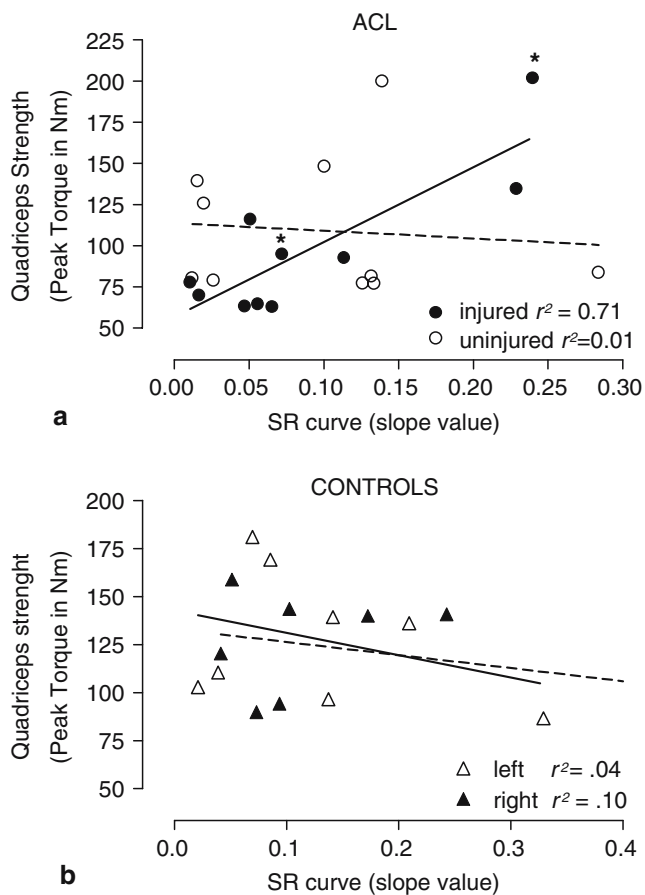 ACL
Quadriceps Strength
(Peak Torque in Nm)
225
200
175
150
125
100
75
50
*
*
injured r² = 0.71
uninjured r²=0.01
0.00 0.05 0.10 0.15 0.20 0.25 0.30
a
SR curve (slope value)
CONTROLS
Quadriceps strenght
(Peak Torque in Nm)
200
175
150
125
100
75
50
left r²= .04
right r² = .10
0.0 0.1 0.2 0.3 0.4
b
SR curve (slope value)